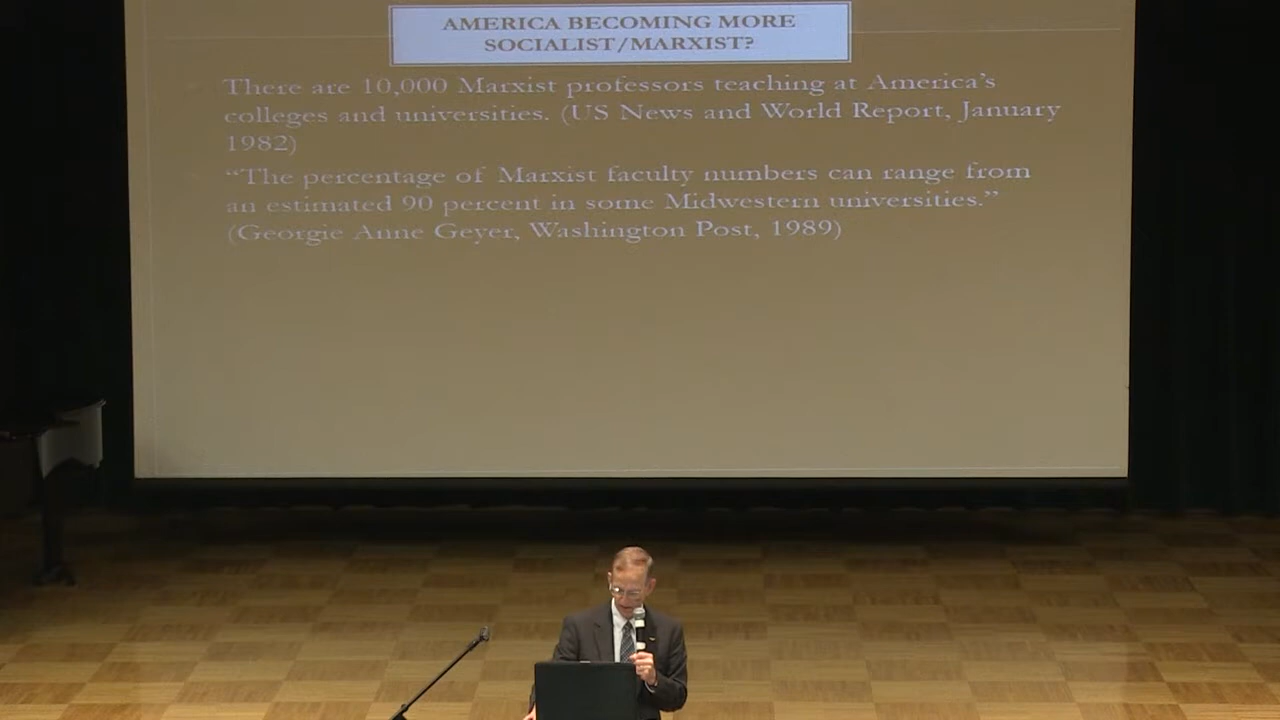 AMERICA BECOMING MORE
SOCIALIST/MARXIST?
There are 10,000 Marxist professors teaching at America's
colleges and universities. (US News and World Report, January
1982)
“The percentage of Marxist faculty numbers can range from
an estimated 90 percent in some Midwestern universities.”
(Georgie Anne Geyer, Washington Post, 1989)